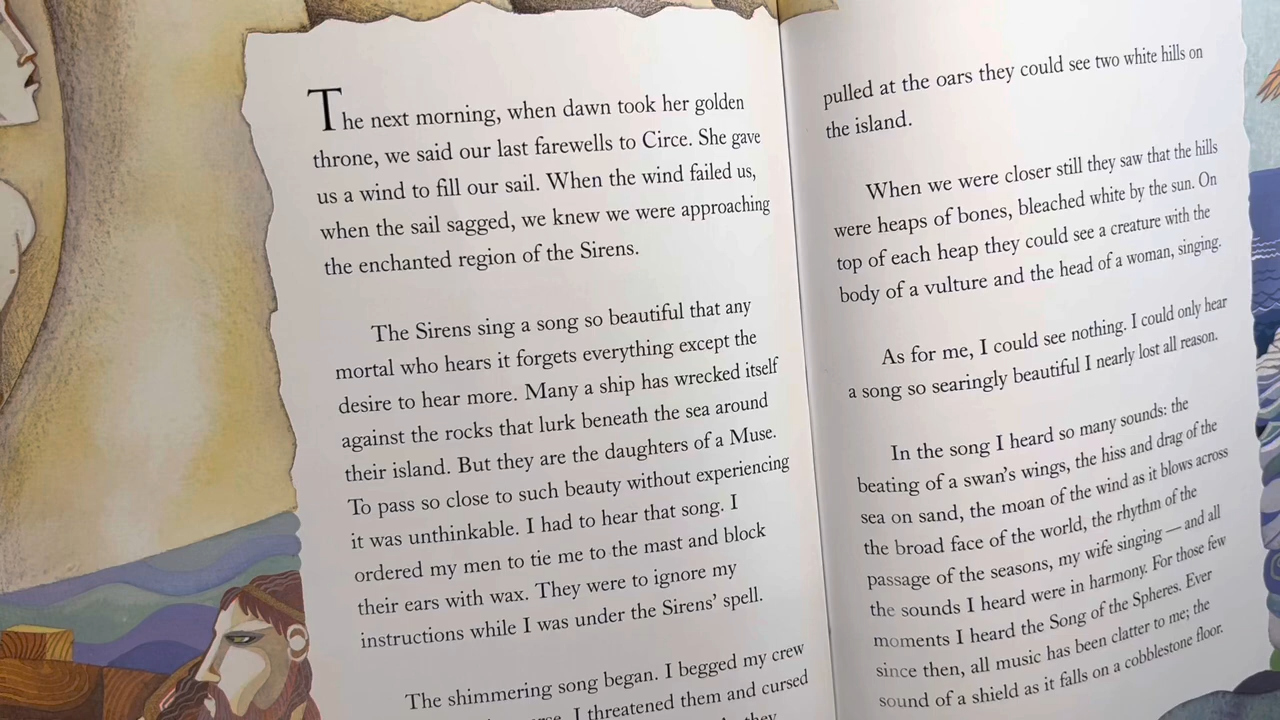 The next morning, when dawn took her golden
throne, we said our last farewells to Circe. She gave
us a wind to fill our sail. When the wind failed us,
when the sail sagged, we knew we were approaching
the enchanted region of the Sirens.
The Sirens sing a song so beautiful that any
mortal who hears it forgets everything except the
desire to hear more. Many a ship has wrecked itself
against the rocks that lurk beneath the sea around
their island. But they are the daughters of a Muse.
To pass so close to such beauty without experiencing
it was unthinkable. I had to hear that song. I
ordered my men to tie me to the mast and block
their ears with wax. They were to ignore my
instructions while I was under the Sirens' spell.
The shimmering song began. I begged my crew
I threatened them and cursed
they
pulled at the oars they could see two white hills on
the island.
When we were closer still they saw that the hills
were heaps of bones, bleached white by the sun. On
top of each heap they could see a creature with the
body of a vulture and the head of a woman, singing.
As for me, I could see nothing. I could only hear
a song so searingly beautiful I nearly lost all reason.
In the song I heard so many sounds: the
beating of a swan's wings, the hiss and drag of the
sea on sand, the moan of the wind as it blows across
the broad face of the world, the rhythm of the
passage of the seasons, my wife singing — and all
the sounds I heard were in harmony. For those few
moments I heard the Song of the Spheres. Ever
since then, all music has been clatter to me; the
sound of a shield as it falls on a cobblestone floor.